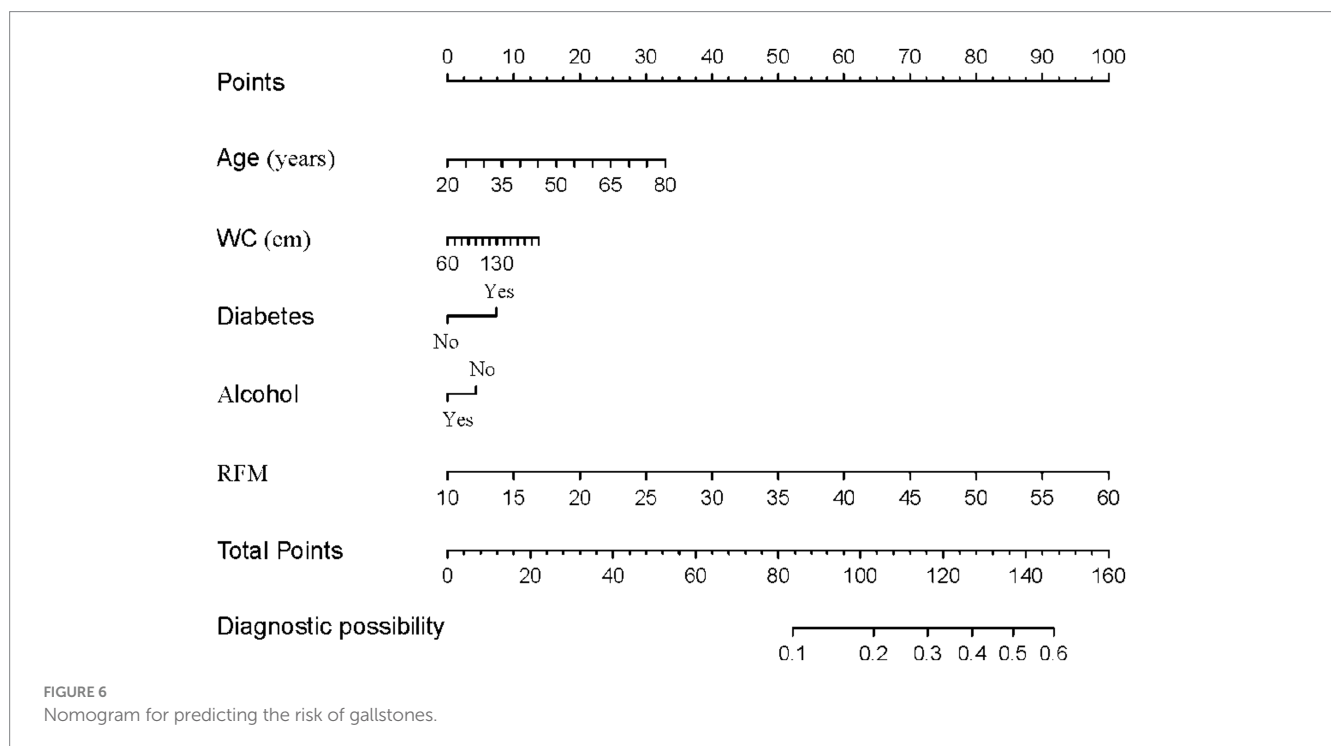 0 10 20 30 40 50 60 70 80 90 100
Points
Age (years)
20 35 50 65 80
WC (cm)
60 130
Yes
Diabetes
No
No
Alcohol
Yes
RFM
10 15 20 25 30 35 40 45 50 55 60
Total Points
0 20 40 60 80 100 120 140 160
Diagnostic possibility
0.1 0.2 0.3 0.4 0.5 0.6
FIGURE 6
Nomogram for predicting the risk of gallstones.